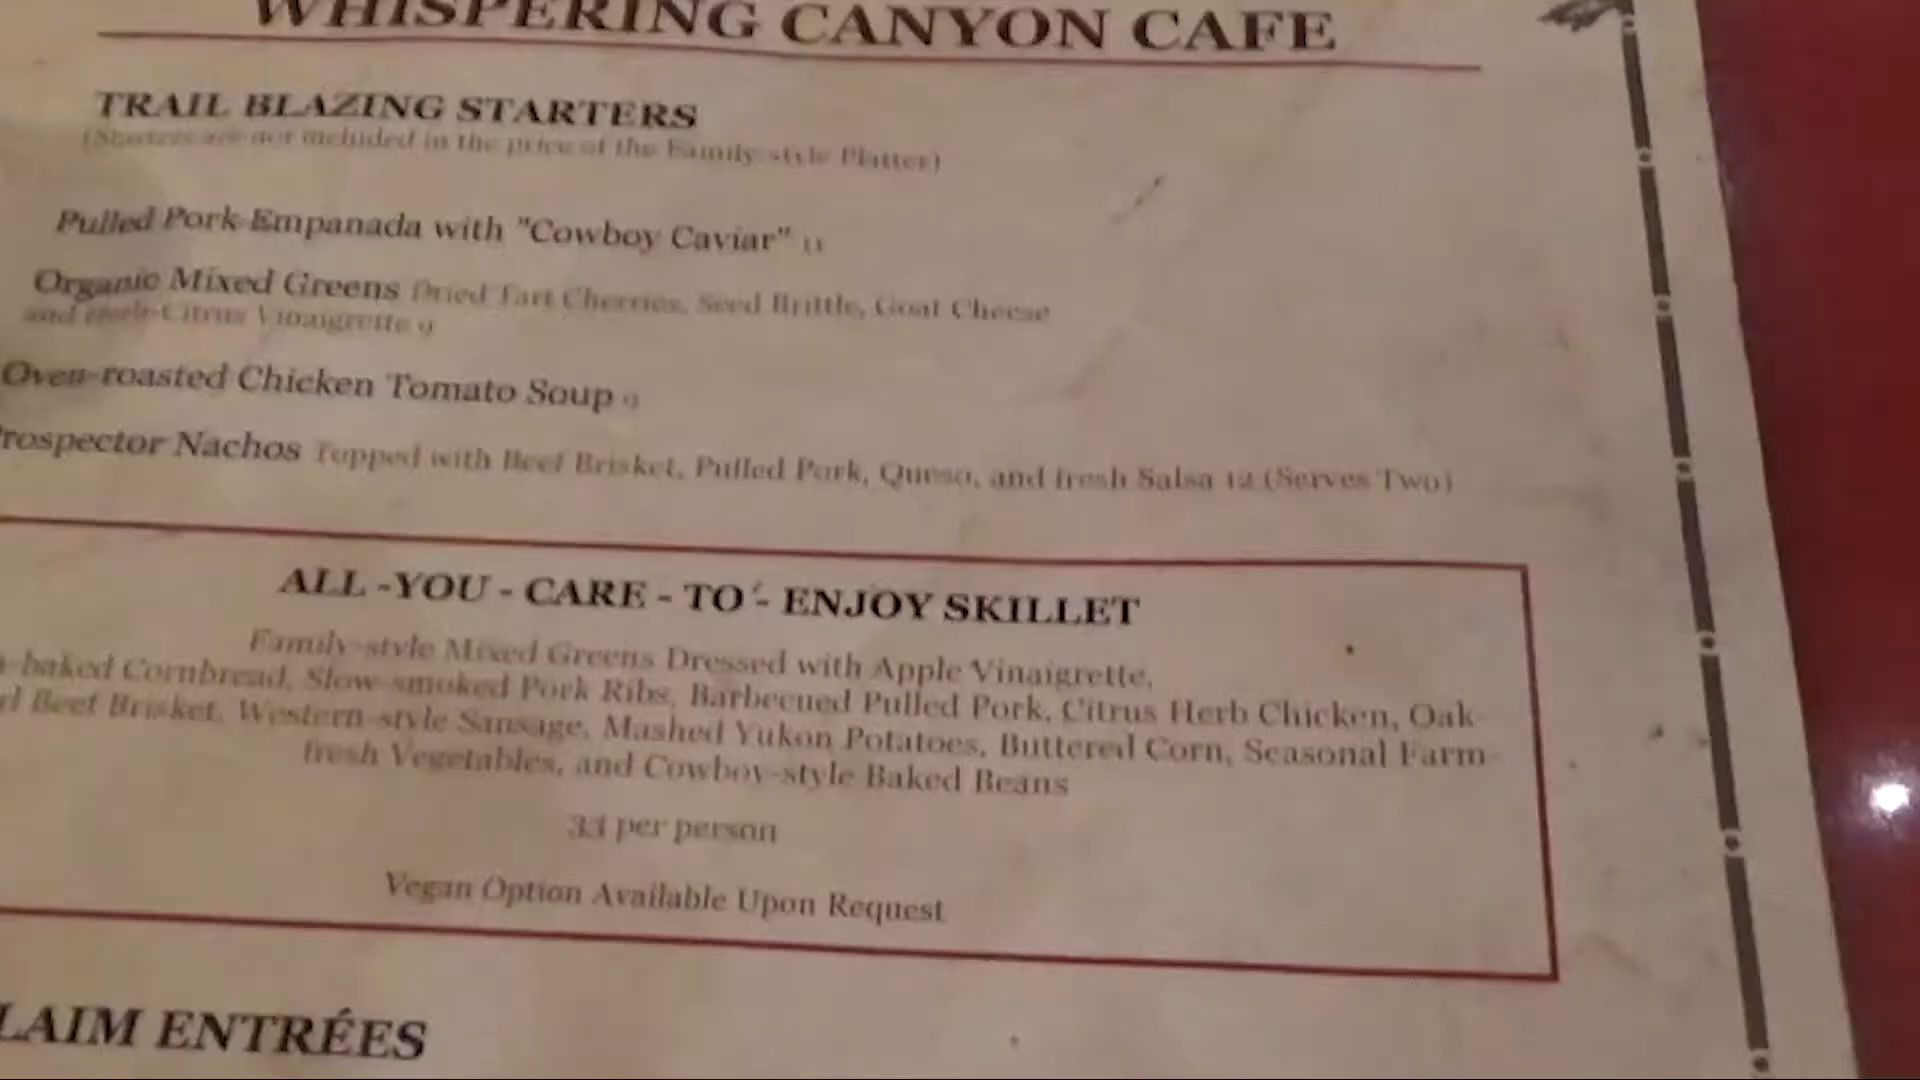 WHISPERING CANYON CAFE
TRAIL BLAZING STARTERS
(Starters are not included in the price of the Family-style Platter)
Pulled Pork Empanada with "Cowboy Caviar" 11
Organic Mixed Greens Dried Tart Cherries, Seed Brittle, Goat Cheese
and Herb-Citrus Vinaigrette 9
Oven-roasted Chicken Tomato Soup 9
rospector Nachos Topped with Beef Brisket, Pulled Pork, Queso, and fresh Salsa 12 (Serves Two)
ALL -YOU - CARE - TO - ENJOY SKILLET
Family-style Mixed Greens Dressed with Apple Vinaigrette,
-baked Cornbread, Slow-smoked Pork Ribs, Barbecued Pulled Pork, Citrus Herb Chicken, Oak-
d Beef Brisket, Western-style Sausage, Mashed Yukon Potatoes, Buttered Corn, Seasonal Farm-
fresh Vegetables, and Cowboy-style Baked Beans
33 per person
Vegan Option Available Upon Request
LAIM ENTRÉES